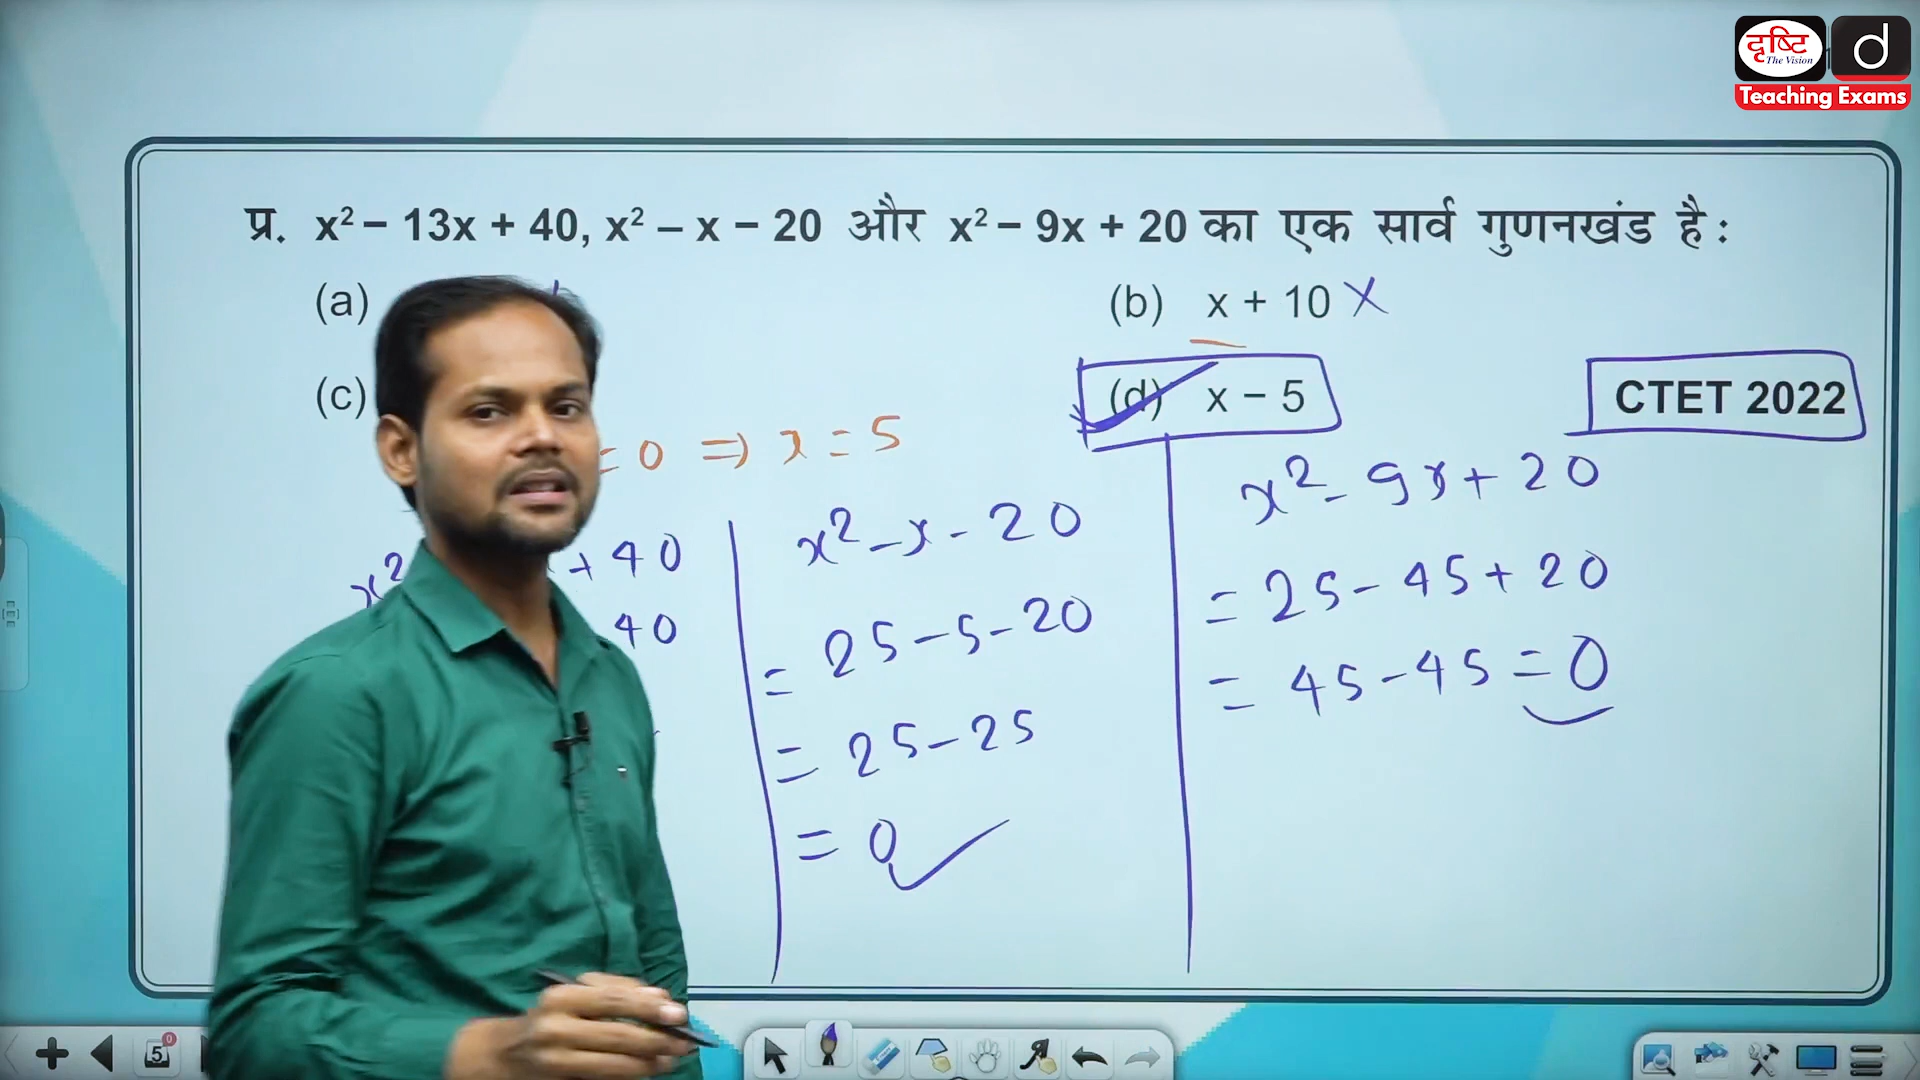 दृष्टि
The Vision
d
Teaching Exams
प्र. x² – 13x + 40, x² – x – 20 और x² – 9x + 20 का एक सार्व गुणनखंड है :
(a)
(b) x + 10 X
(c)
(d) x – 5
CTET 2022
= 0 ⇒ x = 5
x² + 40
40
x² - x - 20
= 25 - 5 - 20
= 25 - 25
= 0
x² - 9x + 20
= 25 - 45 + 20
= 45 - 45 = 0
5
0